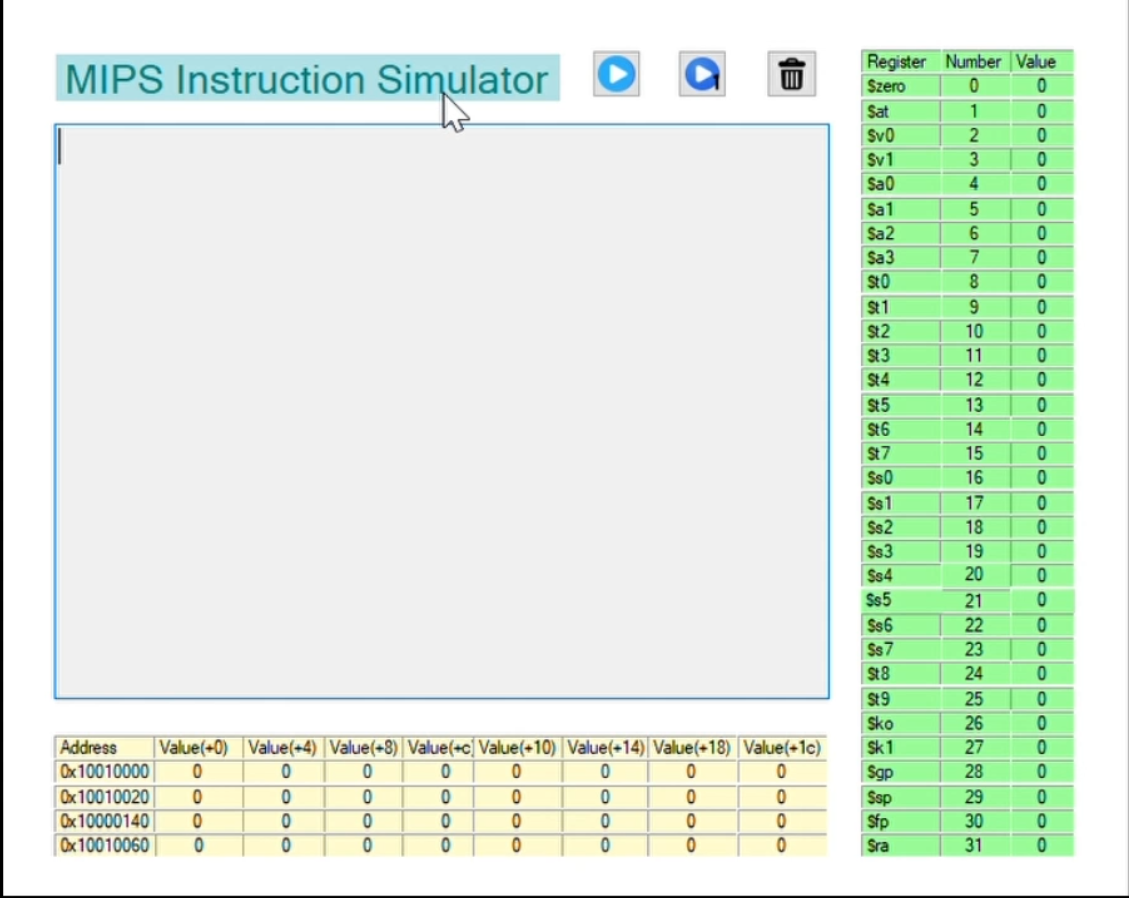 MIPS Instruction Simulator
Register Number Value
$zero 0 0
$at 1 0
$v0 2 0
$v1 3 0
$a0 4 0
$a1 5 0
$a2 6 0
$a3 7 0
$t0 8 0
$t1 9 0
$t2 10 0
$t3 11 0
$t4 12 0
$t5 13 0
$t6 14 0
$t7 15 0
$s0 16 0
$s1 17 0
$s2 18 0
$s3 19 0
$s4 20 0
$s5 21 0
$s6 22 0
$s7 23 0
$t8 24 0
$t9 25 0
$ko 26 0
$k1 27 0
$gp 28 0
$sp 29 0
$fp 30 0
$ra 31 0
Address Value(+0) Value(+4) Value(+8) Value(+c) Value(+10) Value(+14) Value(+18) Value(+1c)
0x10010000 0 0 0 0 0 0 0 0
0x10010020 0 0 0 0 0 0 0 0
0x10000140 0 0 0 0 0 0 0 0
0x10010060 0 0 0 0 0 0 0 0